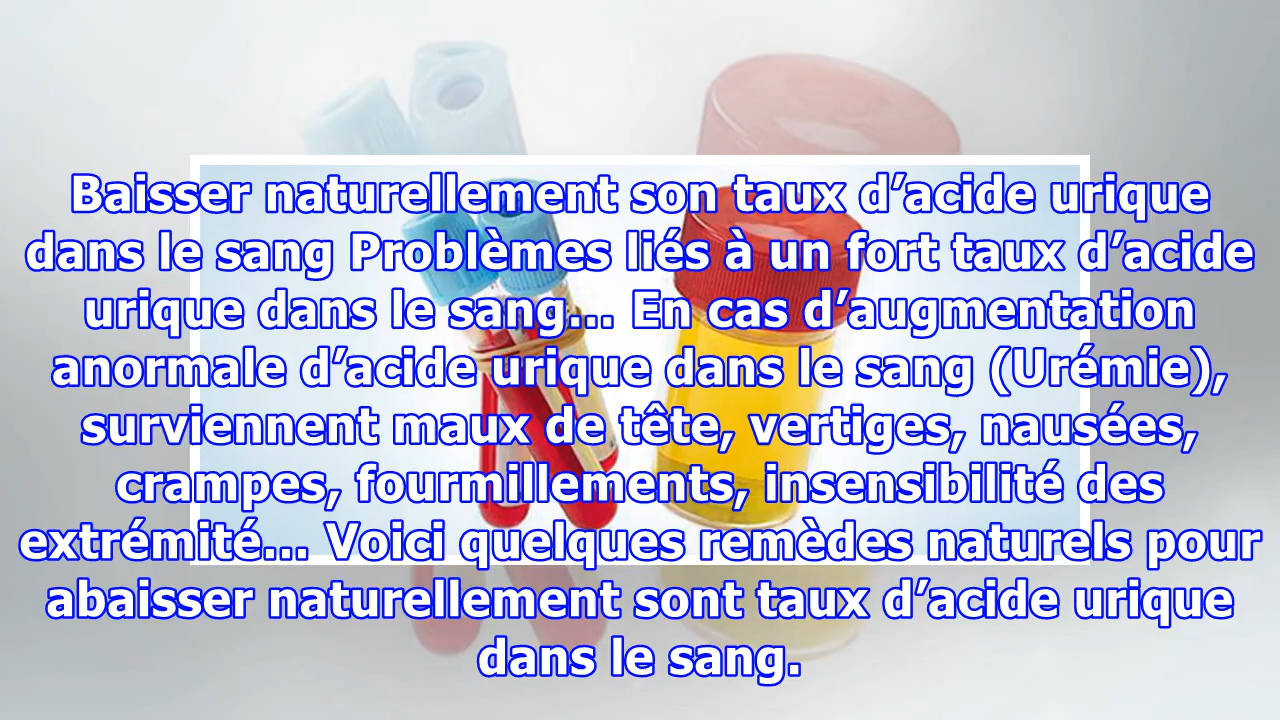 Baisser naturellement son taux d’acide urique
dans le sang Problèmes liés à un fort taux d’acide
urique dans le sang... En cas d’augmentation
anormale d’acide urique dans le sang (Urémie),
surviennent maux de tête, vertiges, nausées,
crampes, fourmillements, insensibilité des
extrémité... Voici quelques remèdes naturels pour
abaisser naturellement sont taux d’acide urique
dans le sang.